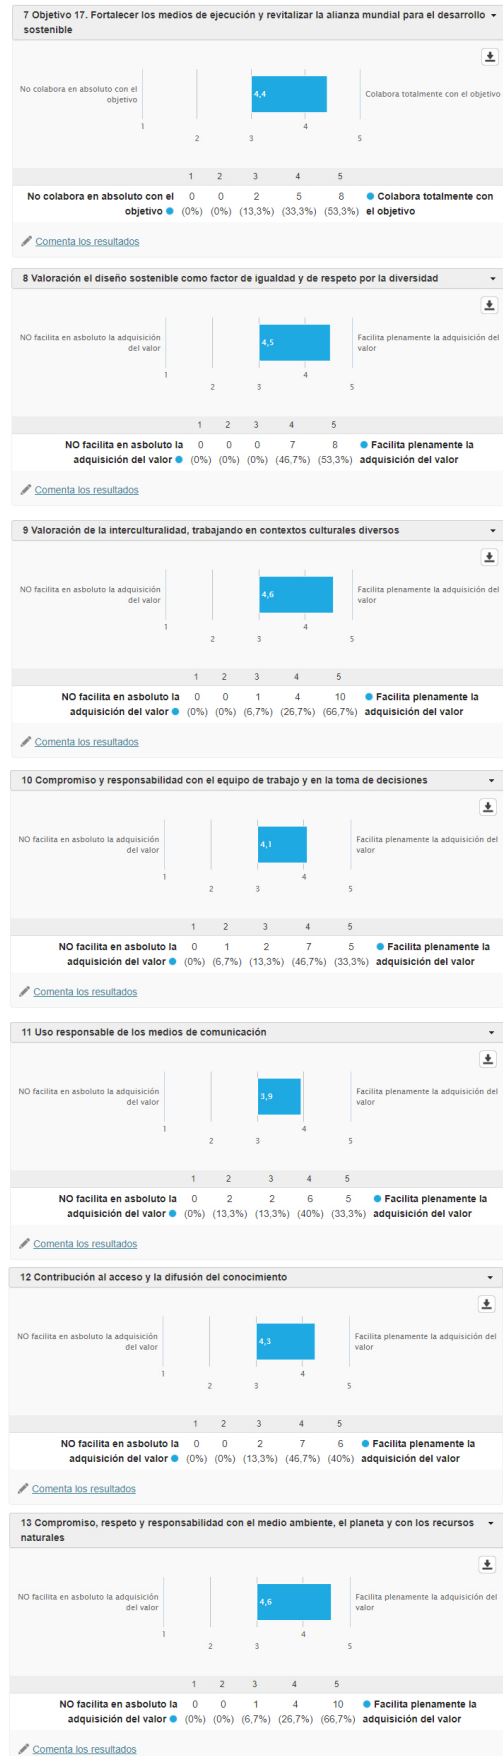 7 Objetivo 17. Fortalecer los medios de ejecución y revitalizar la alianza mundial para el desarrollo
sostenible
No colabora en absoluto con el
objetivo
4,4
Colabora totalmente con el objetivo
1
2
3
4
5
1 2 3 4 5
No colabora en absoluto con el 0 0 2 5 8 Colabora totalmente con
objetivo (0%) (0%) (13,3%) (33,3%) (53,3%) el objetivo
Comenta los resultados
8 Valoración el diseño sostenible como factor de igualdad y de respeto por la diversidad
NO facilita en asboluto la adquisición
del valor
4,5
Facilita plenamente la adquisición del
valor
1
2
3
4
5
1 2 3 4 5
NO facilita en asboluto la 0 0 0 7 8 Facilita plenamente la
adquisición del valor (0%) (0%) (0%) (46,7%) (53,3%) adquisición del valor
Comenta los resultados
9 Valoración de la interculturalidad, trabajando en contextos culturales diversos
NO facilita en asboluto la adquisición
del valor
4,6
Facilita plenamente la adquisición del
valor
1
2
3
4
5
1 2 3 4 5
NO facilita en asboluto la 0 0 1 4 10 Facilita plenamente la
adquisición del valor (0%) (0%) (6,7%) (26,7%) (66,7%) adquisición del valor
Comenta los resultados
10 Compromiso y responsabilidad con el equipo de trabajo y en la toma de decisiones
NO facilita en asboluto la adquisición
del valor
4,1
Facilita plenamente la adquisición del
valor
1
2
3
4
5
1 2 3 4 5
NO facilita en asboluto la 0 1 2 7 5 Facilita plenamente la
adquisición del valor (0%) (6,7%) (13,3%) (46,7%) (33,3%) adquisición del valor
Comenta los resultados
11 Uso responsable de los medios de comunicación
NO facilita en asboluto la adquisición
del valor
3,9
Facilita plenamente la adquisición del
valor
1
2
3
4
5
1 2 3 4 5
NO facilita en asboluto la 0 2 2 6 5 Facilita plenamente la
adquisición del valor (0%) (13,3%) (13,3%) (40%) (33,3%) adquisición del valor
Comenta los resultados
12 Contribución al acceso y la difusión del conocimiento
NO facilita en asboluto la adquisición
del valor
4,3
Facilita plenamente la adquisición del
valor
1
2
3
4
5
1 2 3 4 5
NO facilita en asboluto la 0 0 2 7 6 Facilita plenamente la
adquisición del valor (0%) (0%) (13,3%) (46,7%) (40%) adquisición del valor
Comenta los resultados
13 Compromiso, respeto y responsabilidad con el medio ambiente, el planeta y con los recursos
naturales
NO facilita en asboluto la adquisición
del valor
4,6
Facilita plenamente la adquisición del
valor
1
2
3
4
5
1 2 3 4 5
NO facilita en asboluto la 0 0 1 4 10 Facilita plenamente la
adquisición del valor (0%) (0%) (6,7%) (26,7%) (66,7%) adquisición del valor
Comenta los resultados